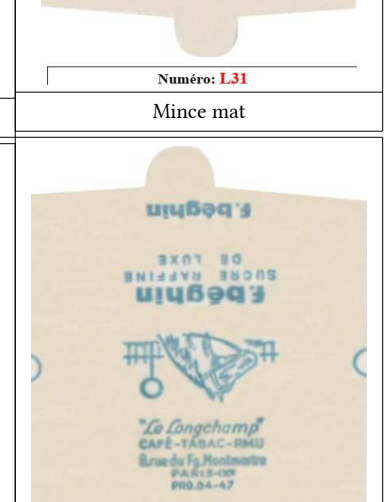 Numéro: L31
Mince mat
f. béghin
SUCRE RAFFINÉ
DE LUXE
f. béghin
"Le Longchamp"
CAFÉ-TABAC-PMU
8, rue du Fg. Montmartre
PARIS-IX
PRO. 84-47